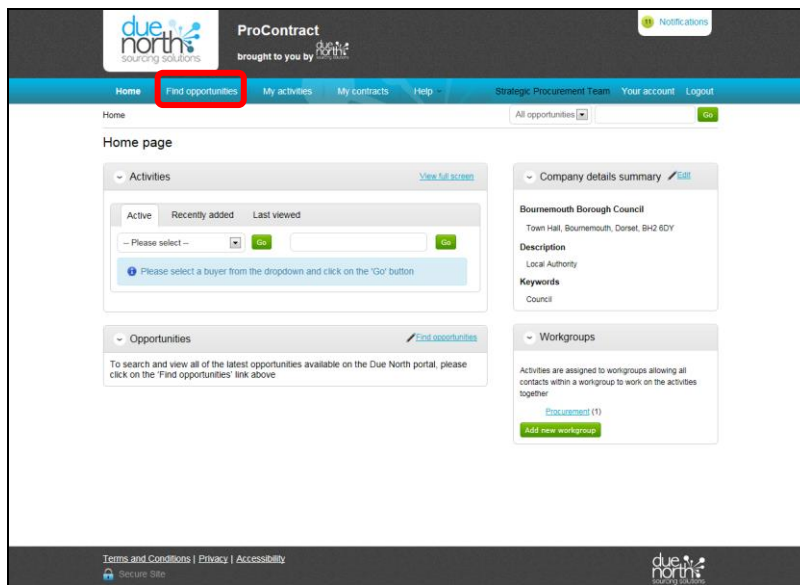 due north
sourcing solutions
ProContract
brought to you by due north
Notifications
Home Find opportunities My activities My contracts Help Strategic Procurement Team Your account Logout
Home
All opportunities Go
Home page
Activities View full screen
Active Recently added Last viewed
-- Please select -- Go Go
Please select a buyer from the dropdown and click on the 'Go' button
Company details summary Edit
Bournemouth Borough Council
Town Hall, Bournemouth, Dorset, BH2 6DY
Description
Local Authority
Keywords
Council
Opportunities Find opportunities
To search and view all of the latest opportunities available on the Due North portal, please
click on the 'Find opportunities' link above
Workgroups
Activities are assigned to workgroups allowing all
contacts within a workgroup to work on the activities
together
Procurement (1)
Add new workgroup
Terms and Conditions | Privacy | Accessibility
Secure Site
due north
sourcing solutions